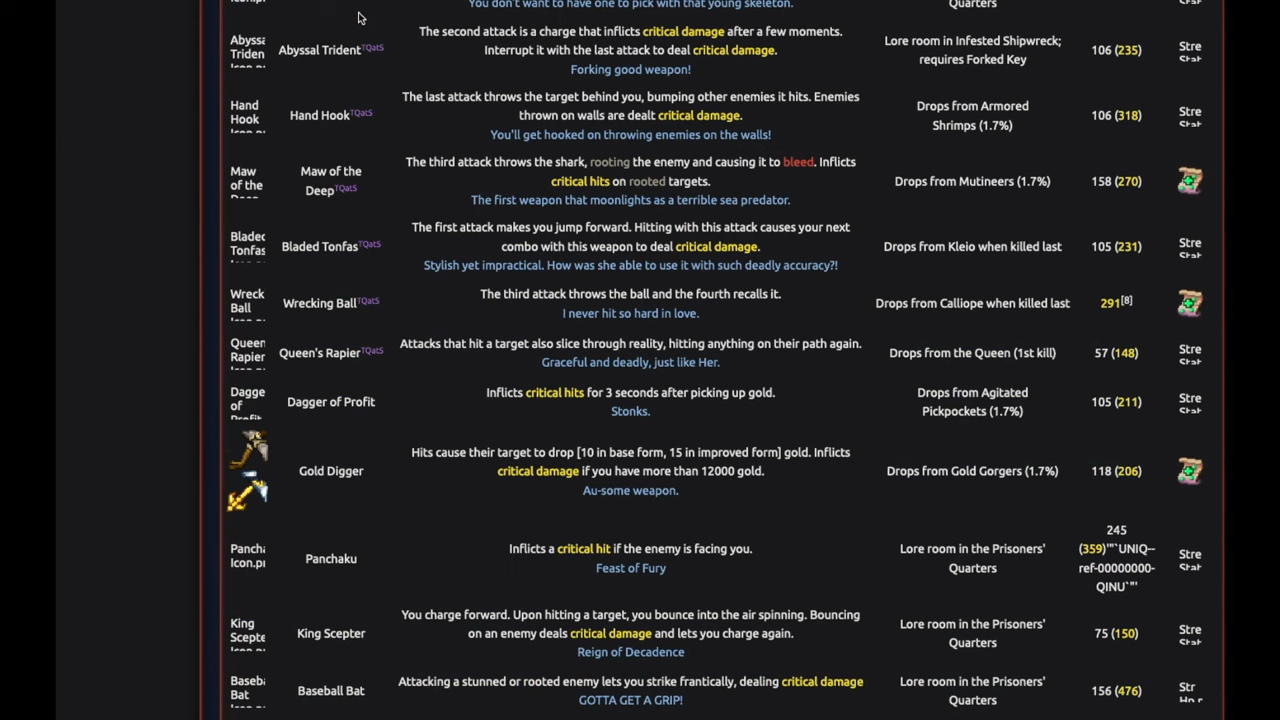 You don't want to have one to pick with that young skeleton.
Quarters
Abyssal Trident TQatS
The second attack is a charge that inflicts critical damage after a few moments.
Interrupt it with the last attack to deal critical damage.
Forking good weapon!
Lore room in Infested Shipwreck;
requires Forked Key
106 (235)
Hand
Hook
Hand Hook TQatS
The last attack throws the target behind you, bumping other enemies it hits. Enemies
thrown on walls are dealt critical damage.
You'll get hooked on throwing enemies on the walls!
Drops from Armored
Shrimps (1.7%)
106 (318)
Maw
of the
Maw of the
Deep TQatS
The third attack throws the shark, rooting the enemy and causing it to bleed. Inflicts
critical hits on rooted targets.
The first weapon that moonlights as a terrible sea predator.
Drops from Mutineers (1.7%)
158 (270)
Bladed
Tonfas
Bladed Tonfas TQatS
The first attack makes you jump forward. Hitting with this attack causes your next
combo with this weapon to deal critical damage.
Stylish yet impractical. How was she able to use it with such deadly accuracy?!
Drops from Kleio when killed last
105 (231)
Wreck
Ball
Wrecking Ball TQatS
The third attack throws the ball and the fourth recalls it.
I never hit so hard in love.
Drops from Calliope when killed last
291[8]
Queen
Rapier
Queen's Rapier TQatS
Attacks that hit a target also slice through reality, hitting anything on their path again.
Graceful and deadly, just like Her.
Drops from the Queen (1st kill)
57 (148)
Dagge
of
Dagger of Profit
Inflicts critical hits for 3 seconds after picking up gold.
Stonks.
Drops from Agitated
Pickpockets (1.7%)
105 (211)
Gold Digger
Hits cause their target to drop [10 in base form, 15 in improved form] gold. Inflicts
critical damage if you have more than 12000 gold.
Au-some weapon.
Drops from Gold Gorgers (1.7%)
118 (206)
Pancha
Icon.pr
Panchaku
Inflicts a critical hit if the enemy is facing you.
Feast of Fury
Lore room in the Prisoners'
Quarters
245
(359)'"`UNIQ--
ref-00000000-
QINU`"'
King
Scepte
King Scepter
You charge forward. Upon hitting a target, you bounce into the air spinning. Bouncing
on an enemy deals critical damage and lets you charge again.
Reign of Decadence
Lore room in the Prisoners'
Quarters
75 (150)
Baseba
Bat
Baseball Bat
Attacking a stunned or rooted enemy lets you strike frantically, dealing critical damage
GOTTA GET A GRIP!
Lore room in the Prisoners'
Quarters
156 (476)